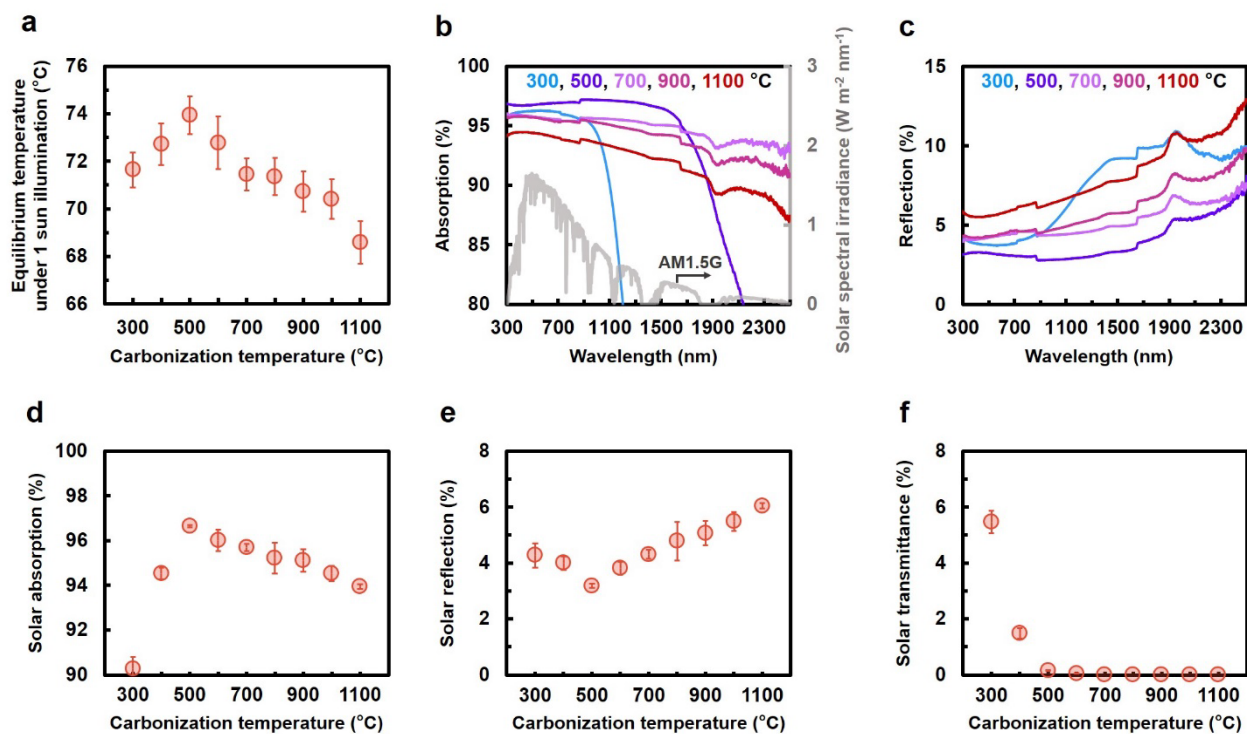 a
Equilibrium temperature
under 1 sun illumination (°C)
76
74
72
70
68
66
300 500 700 900 1100
Carbonization temperature (°C)
b
300, 500, 700, 900, 1100 °C
Absorption (%)
100
95
90
85
80
AM1.5G
Solar spectral irradiance (W m⁻² nm⁻¹)
3
2
1
0
300 700 1100 1500 1900 2300
Wavelength (nm)
c
300, 500, 700, 900, 1100 °C
Reflection (%)
15
10
5
0
300 700 1100 1500 1900 2300
Wavelength (nm)
d
Solar absorption (%)
100
98
96
94
92
90
300 500 700 900 1100
Carbonization temperature (°C)
e
Solar reflection (%)
8
6
4
2
0
300 500 700 900 1100
Carbonization temperature (°C)
f
Solar transmittance (%)
8
6
4
2
0
300 500 700 900 1100
Carbonization temperature (°C)